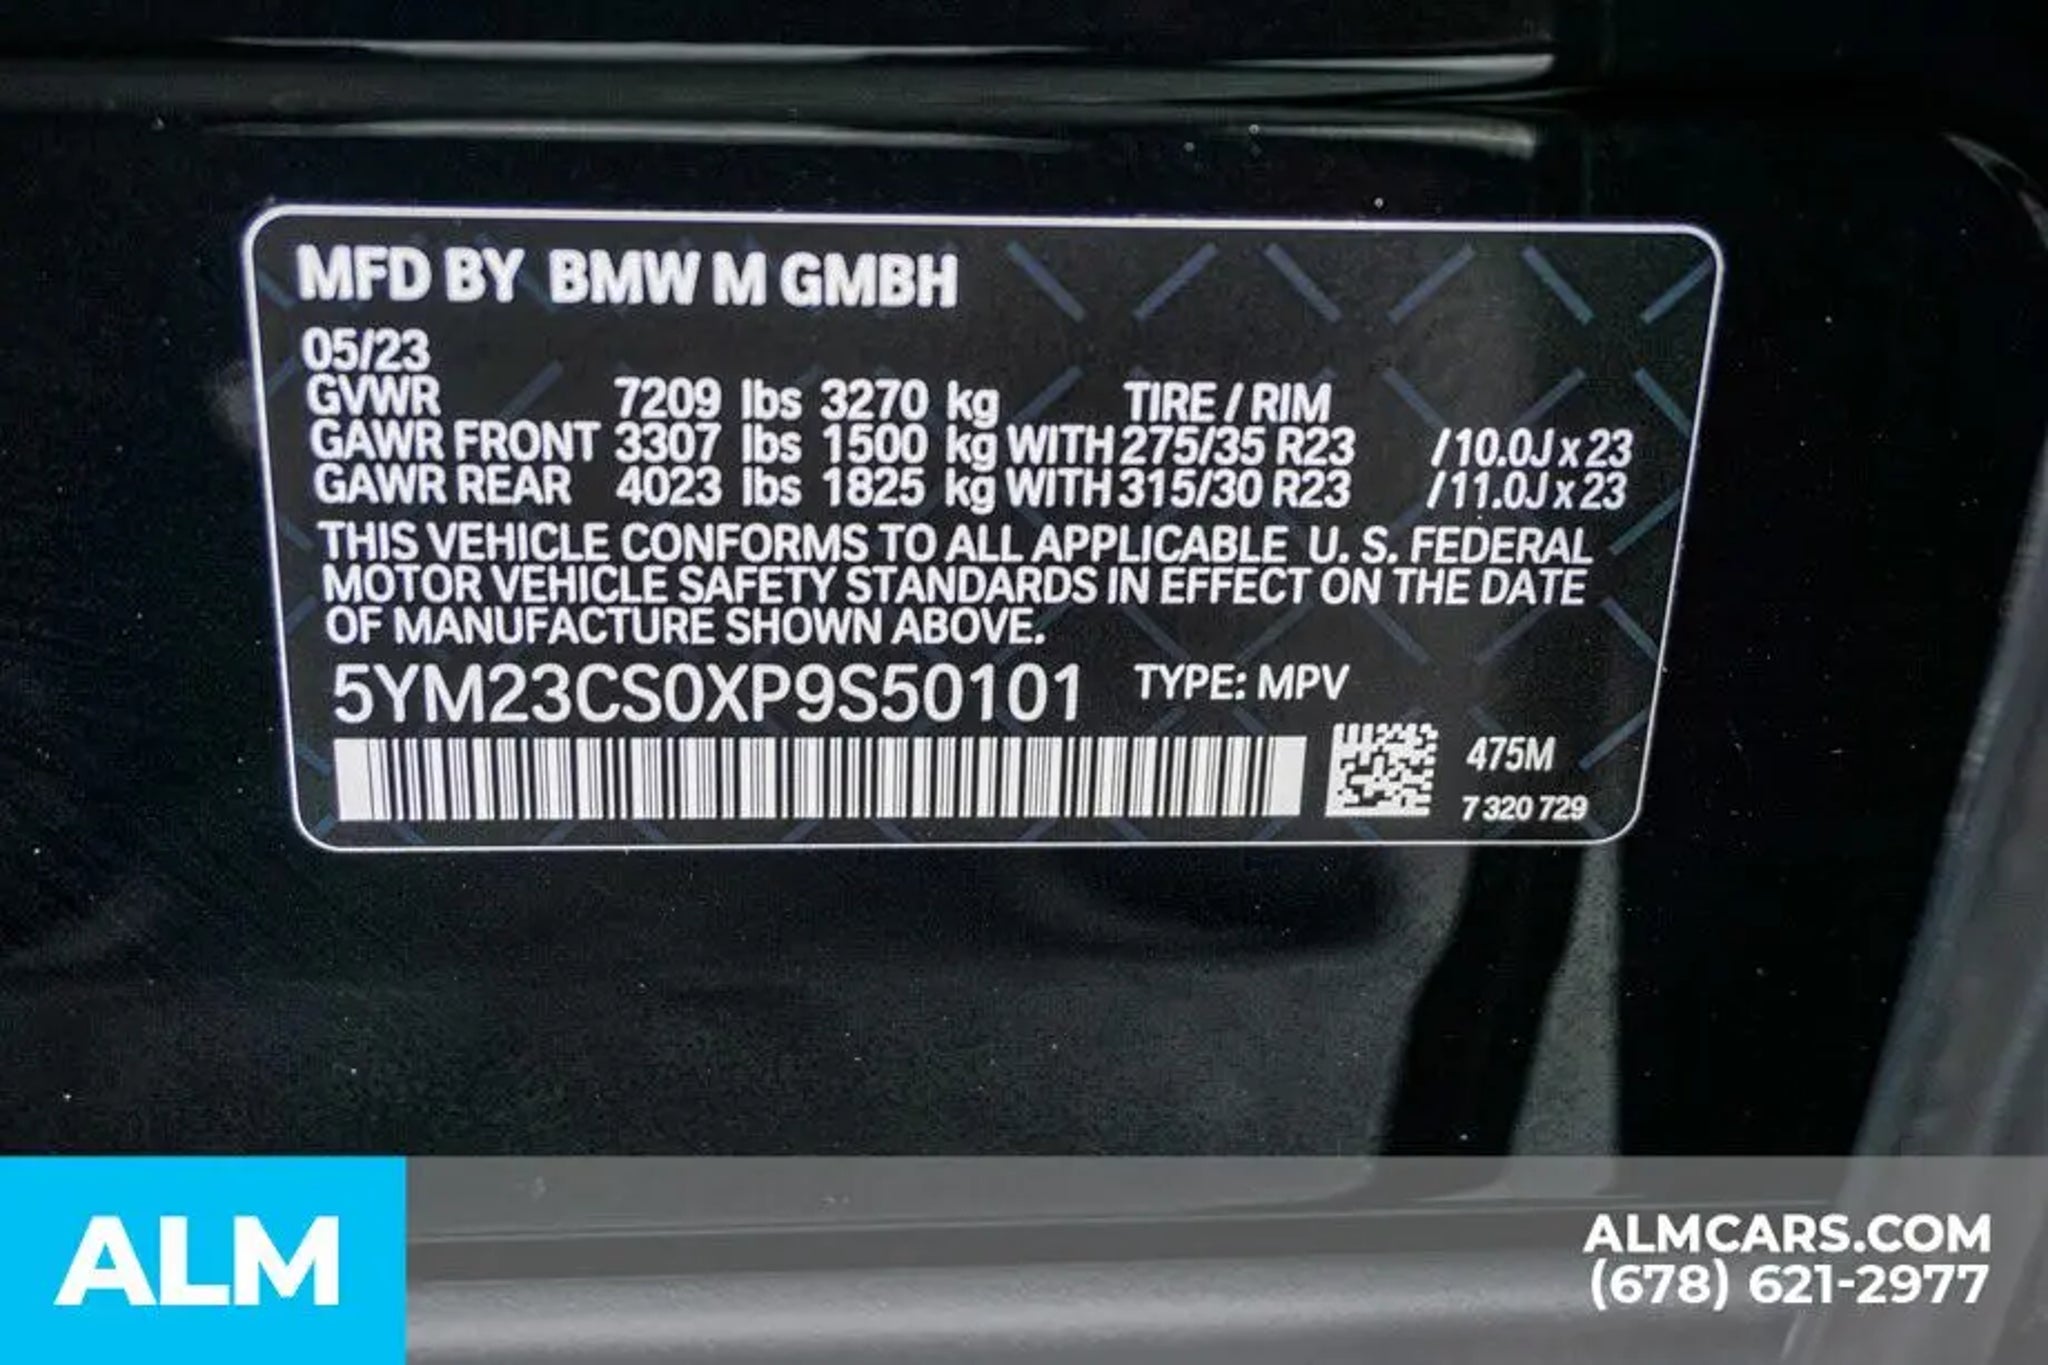 MFD BY BMW M GMBH
05/23
GVWR 7209 lbs 3270 kg TIRE / RIM
GAWR FRONT 3307 lbs 1500 kg WITH 275/35 R23 /10.0J x 23
GAWR REAR 4023 lbs 1825 kg WITH 315/30 R23 /11.0J x 23
THIS VEHICLE CONFORMS TO ALL APPLICABLE U. S. FEDERAL
MOTOR VEHICLE SAFETY STANDARDS IN EFFECT ON THE DATE
OF MANUFACTURE SHOWN ABOVE.
5YM23CS0XP9S50101 TYPE: MPV
475M
7 320 729
ALM
ALMCARS.COM
(678) 621-2977